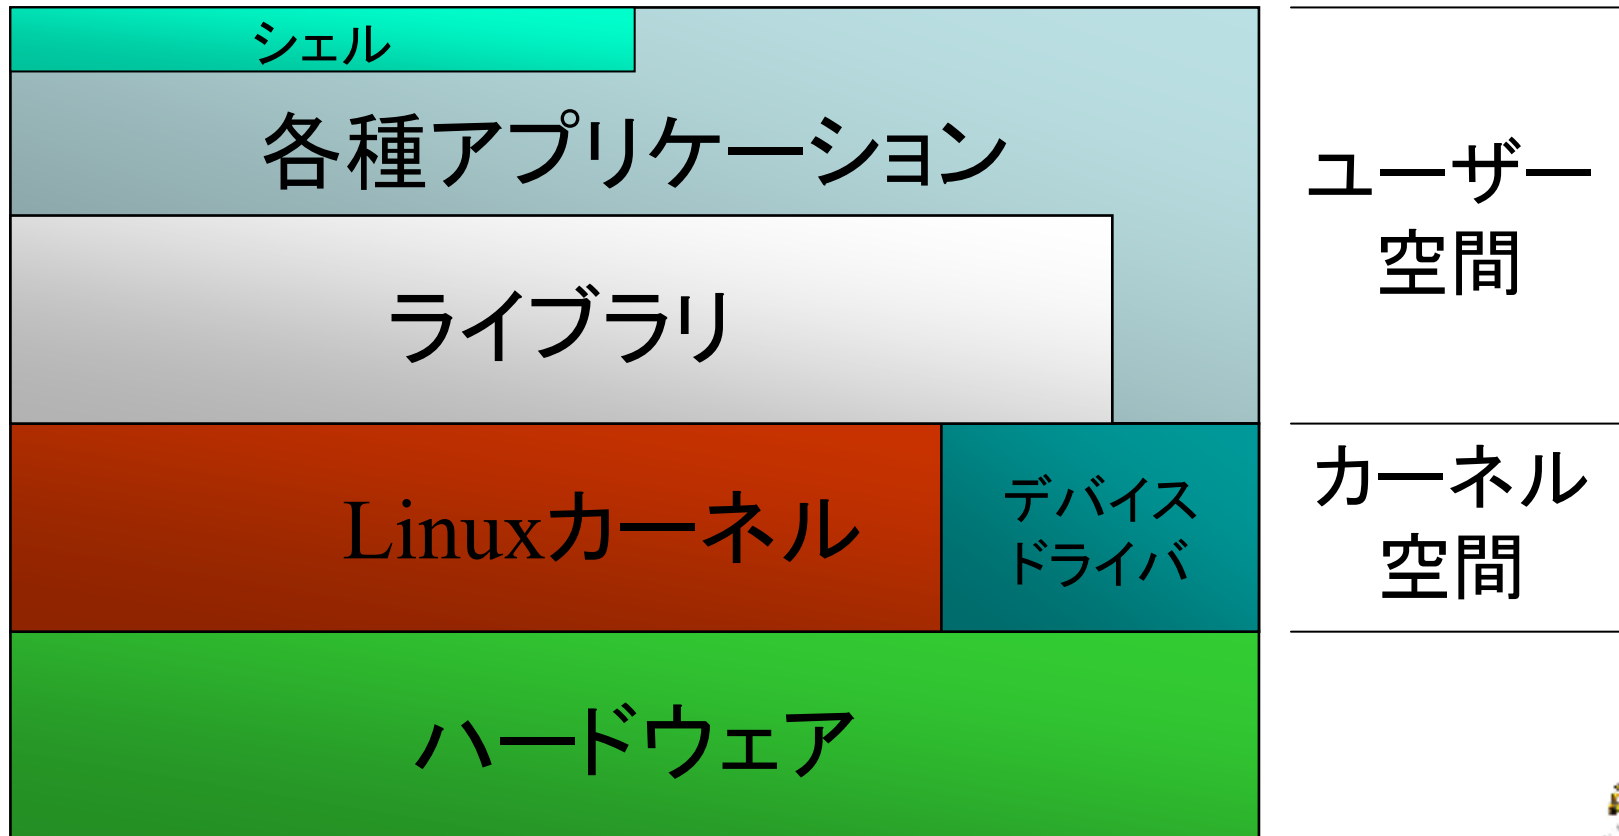 シェル
各種アプリケーション
ライブラリ
Linuxカーネル
デバイス
ドライバ
ハードウェア
ユーザー
空間
カーネル
空間